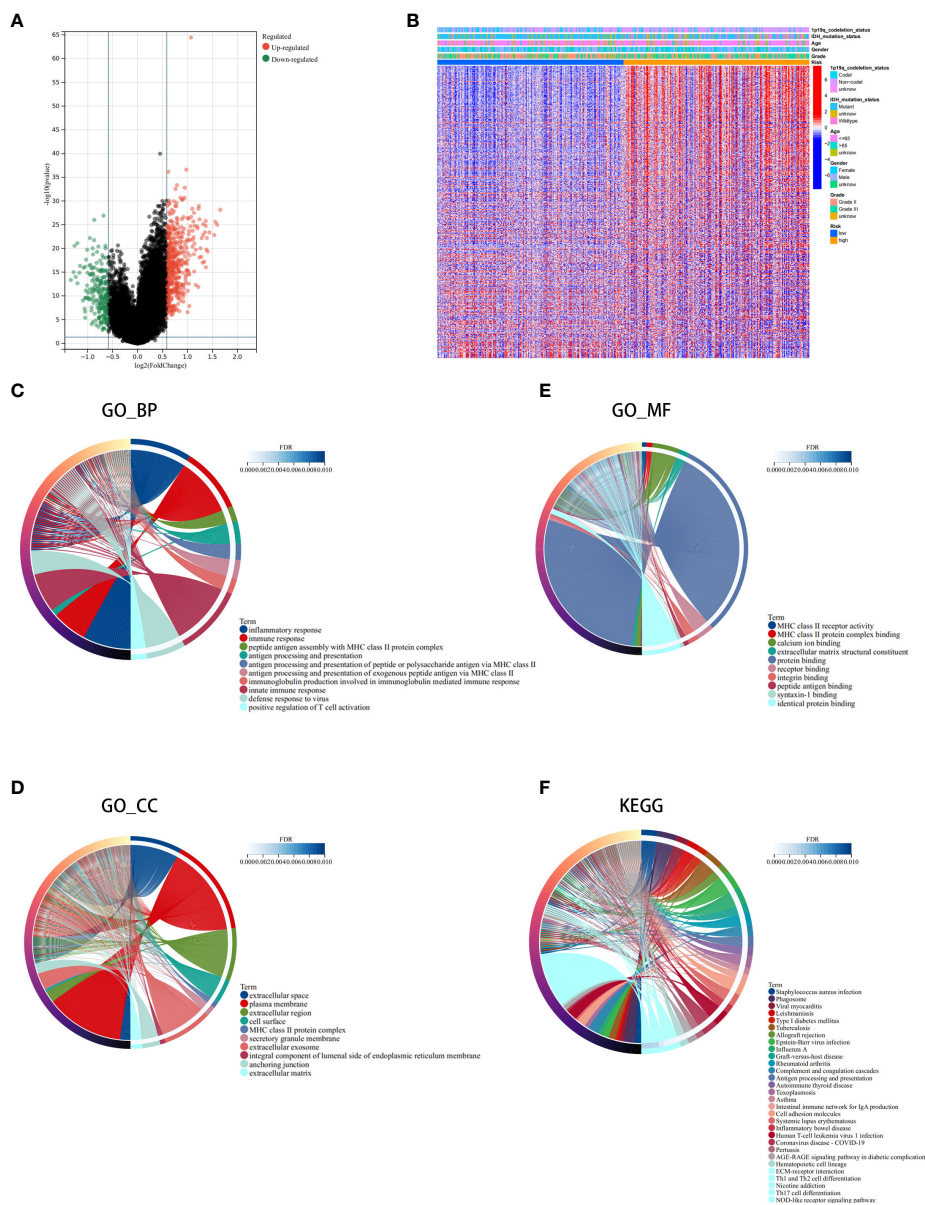 A
Regulated
Up-regulated
Down-regulated
65
60
55
50
45
40
35
30
25
20
15
10
5
0
-log10(pvalue)
−1.0
−0.5
0.0
0.5
1.0
1.5
2.0
log2(FoldChange)
B
1p19q_codeletion_status
IDH_mutation_status
Age
Gender
Grade
Risk
1p19q_codeletion_status
Codel
Non-codel
unknow
IDH_mutation_status
Mutant
unknow
Wildtype
Age
<=65
>65
unknow
Gender
Female
Male
unknow
Grade
Grade II
Grade III
unknow
Risk
low
high
C
GO_BP
FDR
0.0000.0020.0040.0060.0080.010
Term
inflammatory response
immune response
peptide antigen assembly with MHC class II protein complex
antigen processing and presentation
antigen processing and presentation of peptide or polysaccharide antigen via MHC class II
antigen processing and presentation of exogenous peptide antigen via MHC class II
immunoglobulin production involved in immunoglobulin mediated immune response
innate immune response
defense response to virus
positive regulation of T cell activation
E
GO_MF
FDR
0.0000.0020.0040.0060.0080.010
Term
MHC class II receptor activity
MHC class II protein complex binding
calcium ion binding
extracellular matrix structural constituent
protein binding
receptor binding
integrin binding
peptide antigen binding
syntaxin-1 binding
identical protein binding
D
GO_CC
FDR
0.0000.0020.0040.0060.0080.010
Term
extracellular space
plasma membrane
extracellular region
cell surface
MHC class II protein complex
secretory granule membrane
extracellular exosome
integral component of lumenal side of endoplasmic reticulum membrane
anchoring junction
extracellular matrix
F
KEGG
FDR
0.0000.0020.0040.0060.0080.010
Term
Staphylococcus aureus infection
Phagosome
Viral myocarditis
Leishmaniasis
Type I diabetes mellitus
Tuberculosis
Allograft rejection
Epstein-Barr virus infection
Influenza A
Graft-versus-host disease
Rheumatoid arthritis
Complement and coagulation cascades
Antigen processing and presentation
Autoimmune thyroid disease
Toxoplasmosis
Asthma
Intestinal immune network for IgA production
Cell adhesion molecules
Systemic lupus erythematosus
Inflammatory bowel disease
Human T-cell leukemia virus 1 infection
Coronavirus disease - COVID-19
Pertussis
AGE-RAGE signaling pathway in diabetic complication
Hematopoietic cell lineage
ECM-receptor interaction
Th1 and Th2 cell differentiation
Nicotine addiction
Th17 cell differentiation
NOD-like receptor signaling pathway